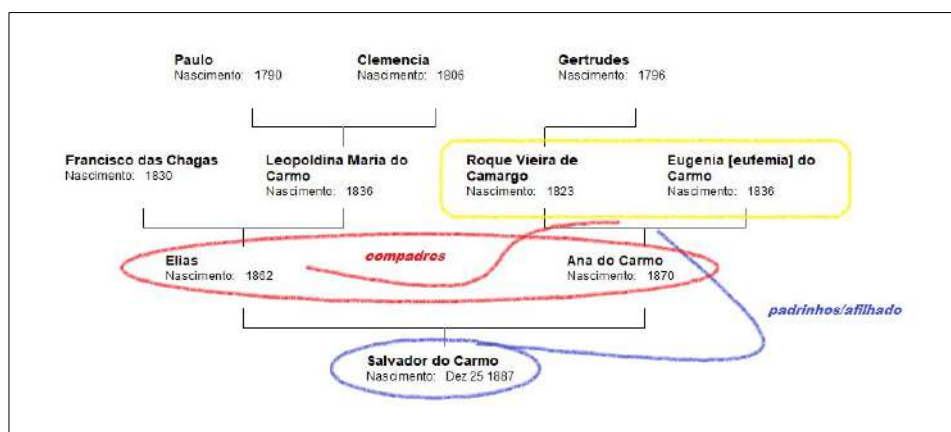 Paulo
Nascimento: 1790
Clemencia
Nascimento: 1806
Gertrudes
Nascimento: 1796
Francisco das Chagas
Nascimento: 1830
Leopoldina Maria do
Carmo
Nascimento: 1836
Roque Vieira de
Camargo
Nascimento: 1823
Eugenia [eufemia] do
Carmo
Nascimento: 1836
Elias
Nascimento: 1862
compadres
Ana do Carmo
Nascimento: 1870
padrinhos/afilhado
Salvador do Carmo
Nascimento: Dez 25 1887